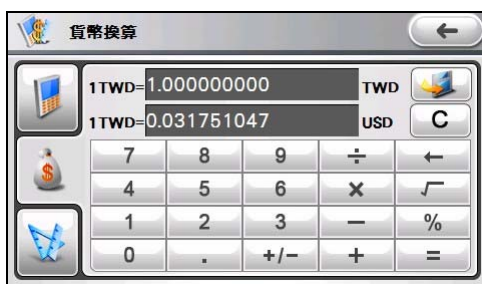 貨幣換算
1TWD=1.000000000 TWD
1TWD=0.031751047 USD C
7 8 9 ÷ ←
4 5 6 × √
1 2 3 − %
0 . +/− + =